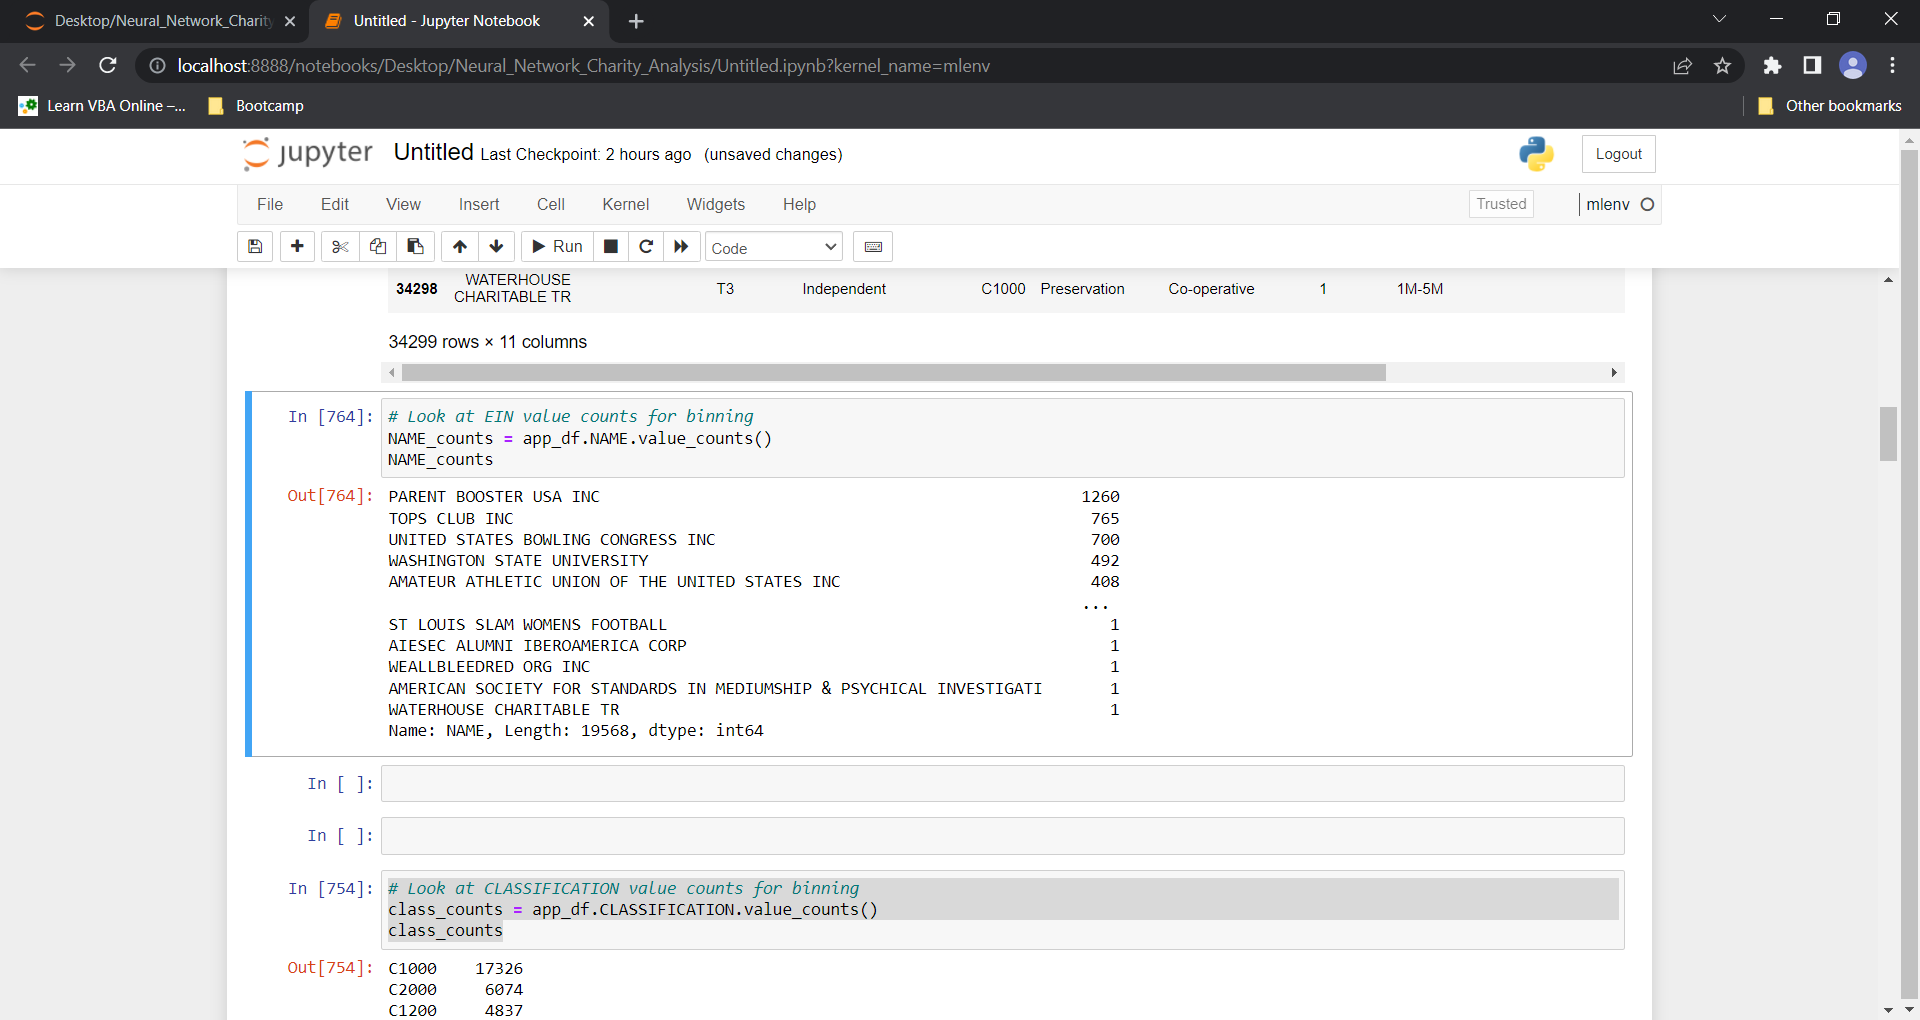 Desktop/Neural_Network_Charity
Untitled - Jupyter Notebook
localhost:8888/notebooks/Desktop/Neural_Network_Charity_Analysis/Untitled.ipynb?kernel_name=mlenv
Learn VBA Online –... Bootcamp Other bookmarks
jupyter Untitled Last Checkpoint: 2 hours ago (unsaved changes) Logout
File Edit View Insert Cell Kernel Widgets Help Trusted mlenv
Run Code
34298 WATERHOUSE CHARITABLE TR T3 Independent C1000 Preservation Co-operative 1 1M-5M
34299 rows × 11 columns
In [764]: # Look at EIN value counts for binning
NAME_counts = app_df.NAME.value_counts()
NAME_counts
Out[764]: PARENT BOOSTER USA INC 1260
TOPS CLUB INC 765
UNITED STATES BOWLING CONGRESS INC 700
WASHINGTON STATE UNIVERSITY 492
AMATEUR ATHLETIC UNION OF THE UNITED STATES INC 408
...
ST LOUIS SLAM WOMENS FOOTBALL 1
AIESEC ALUMNI IBEROAMERICA CORP 1
WEALLBLEEDRED ORG INC 1
AMERICAN SOCIETY FOR STANDARDS IN MEDIUMSHIP & PSYCHICAL INVESTIGATI 1
WATERHOUSE CHARITABLE TR 1
Name: NAME, Length: 19568, dtype: int64
In [ ]:
In [ ]:
In [754]: # Look at CLASSIFICATION value counts for binning
class_counts = app_df.CLASSIFICATION.value_counts()
class_counts
Out[754]: C1000 17326
C2000 6074
C1200 4837